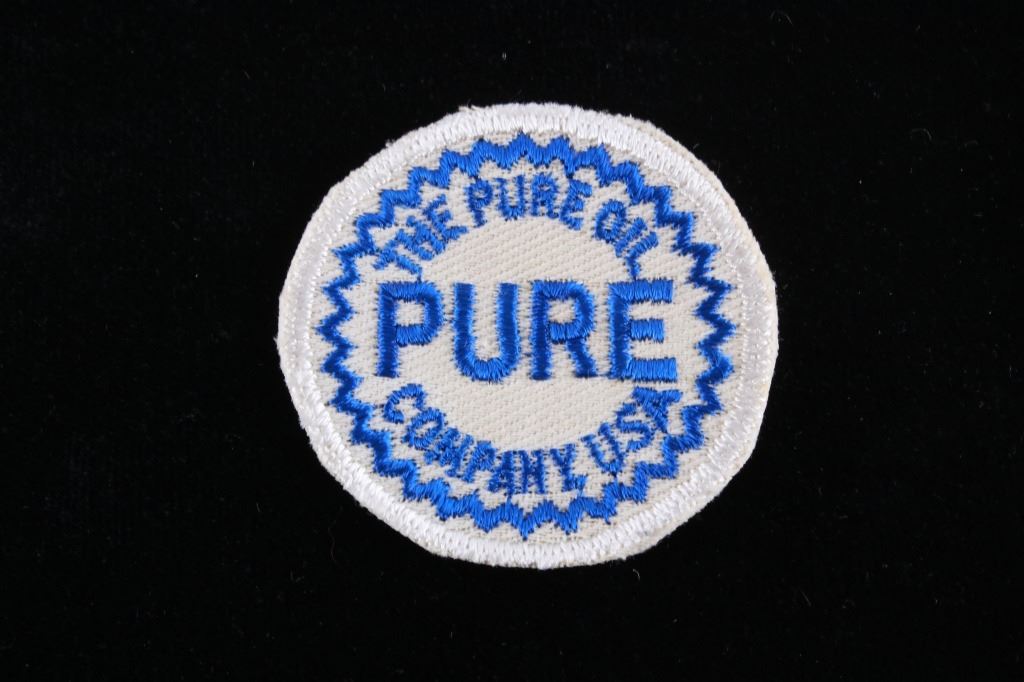 THE PURE OIL
PURE
COMPANY, USA